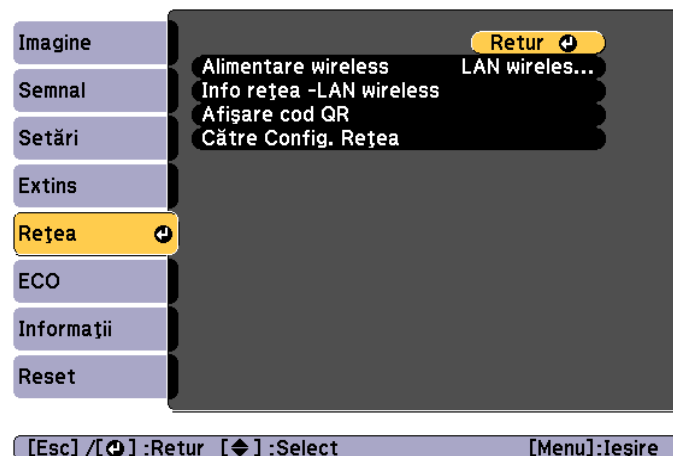 Imagine
Semnal
Setări
Extins
Reţea
ECO
Informaţii
Reset
Retur
Alimentare wireless LAN wireles...
Info reţea -LAN wireless
Afişare cod QR
Către Config. Reţea
[Esc] /[ ] :Retur [ ] :Select [Menu]:Ieşire